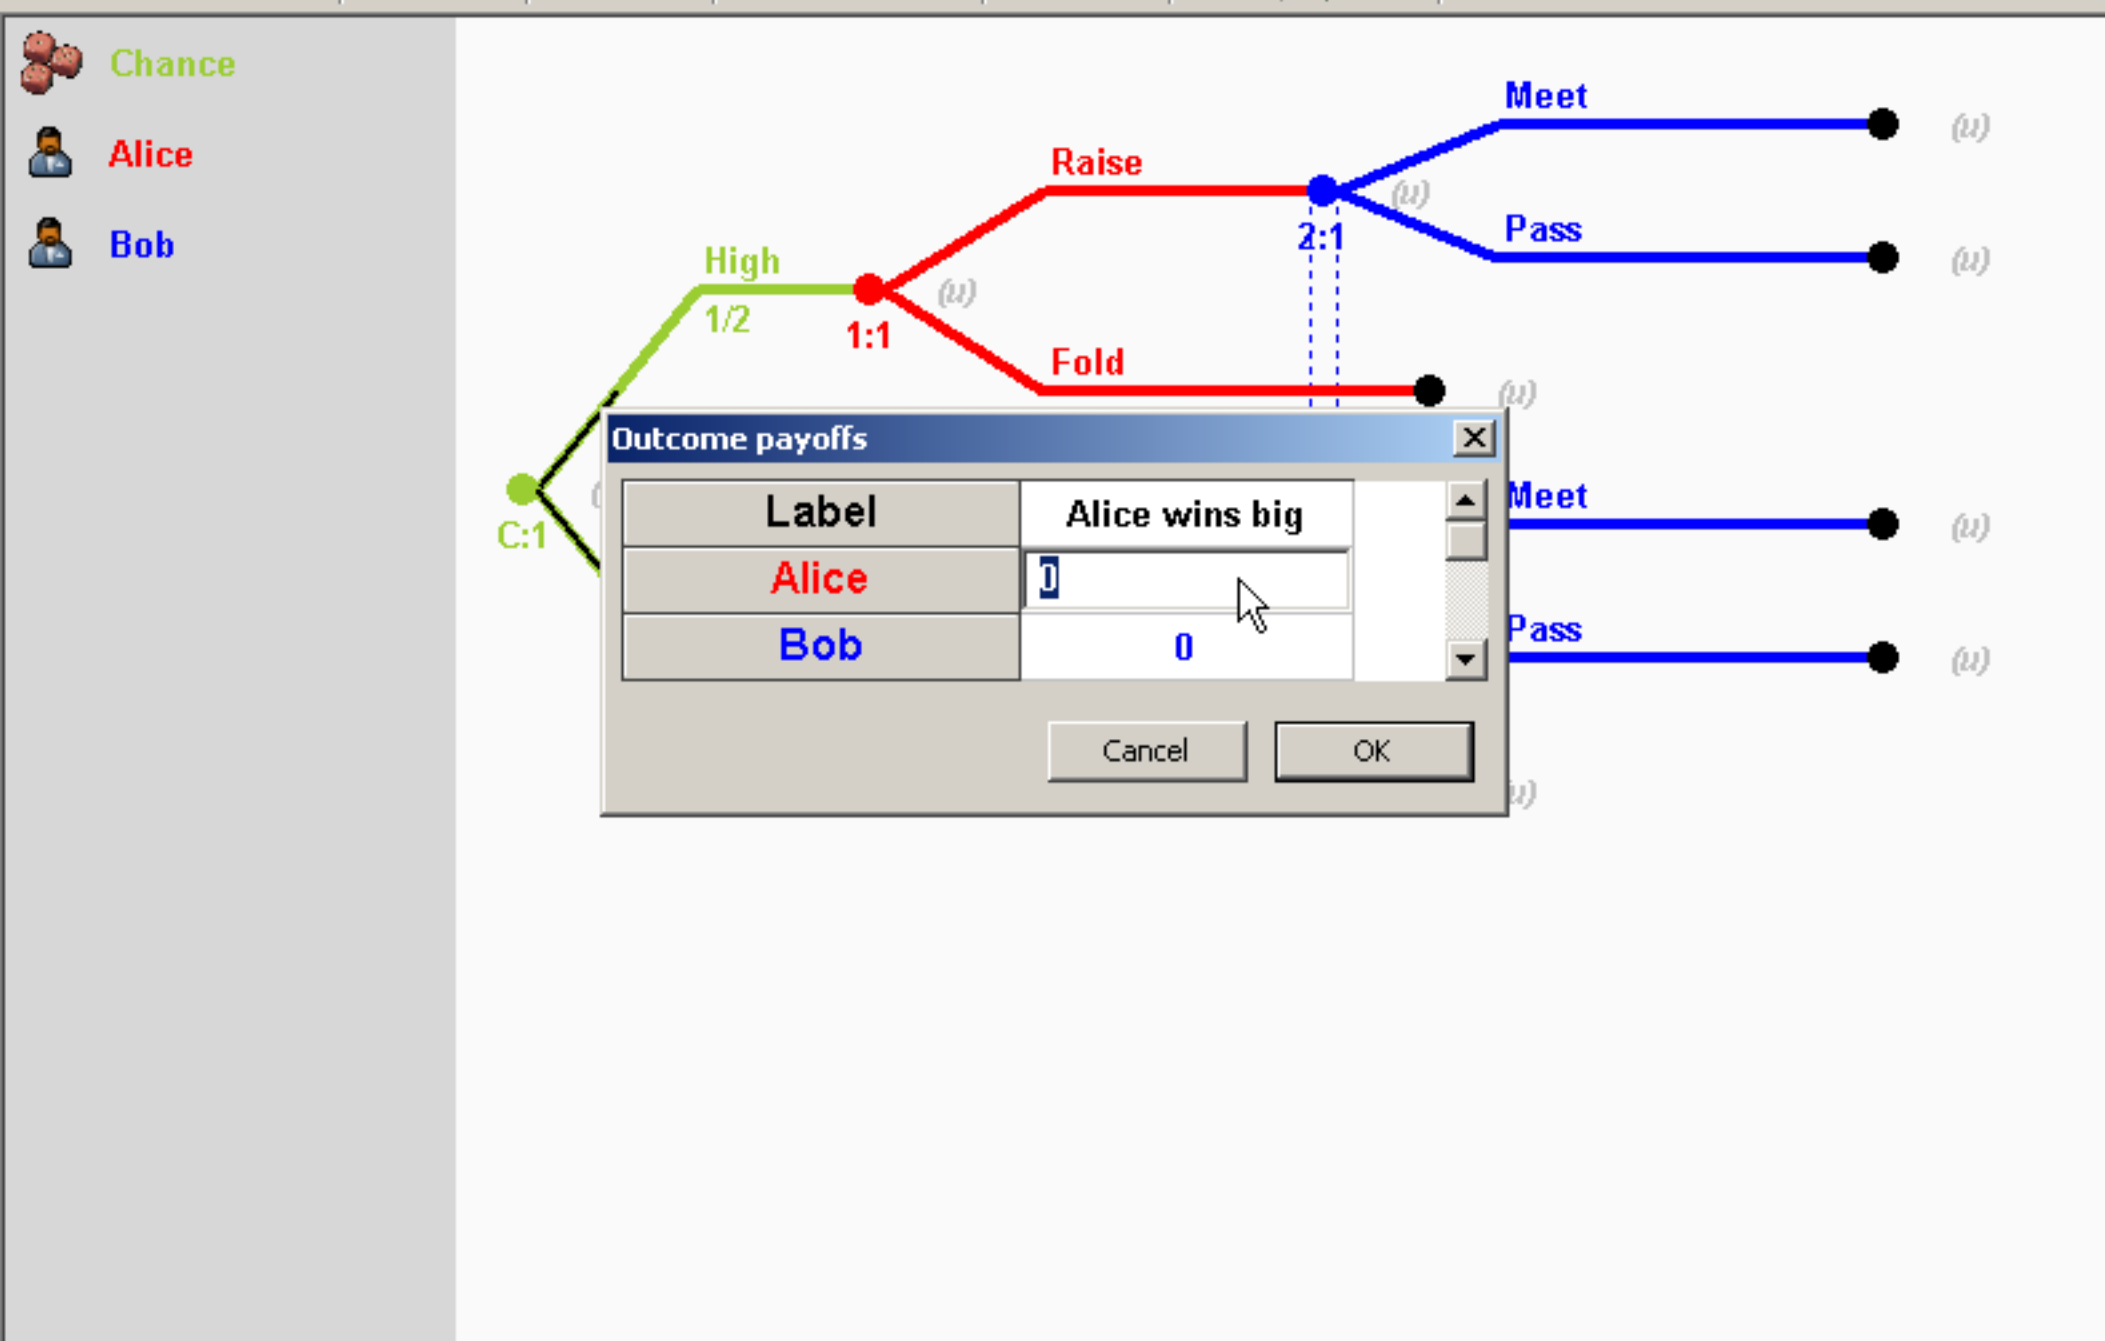 Chance
Alice
Bob
Meet
(u)
Raise
(u)
2:1
Pass
(u)
High
1/2
(u)
1:1
Fold
(u)
Outcome payoffs
Label Alice wins big
Alice 0
Bob 0
Cancel OK
C:1
Meet
(u)
Pass
(u)
u)